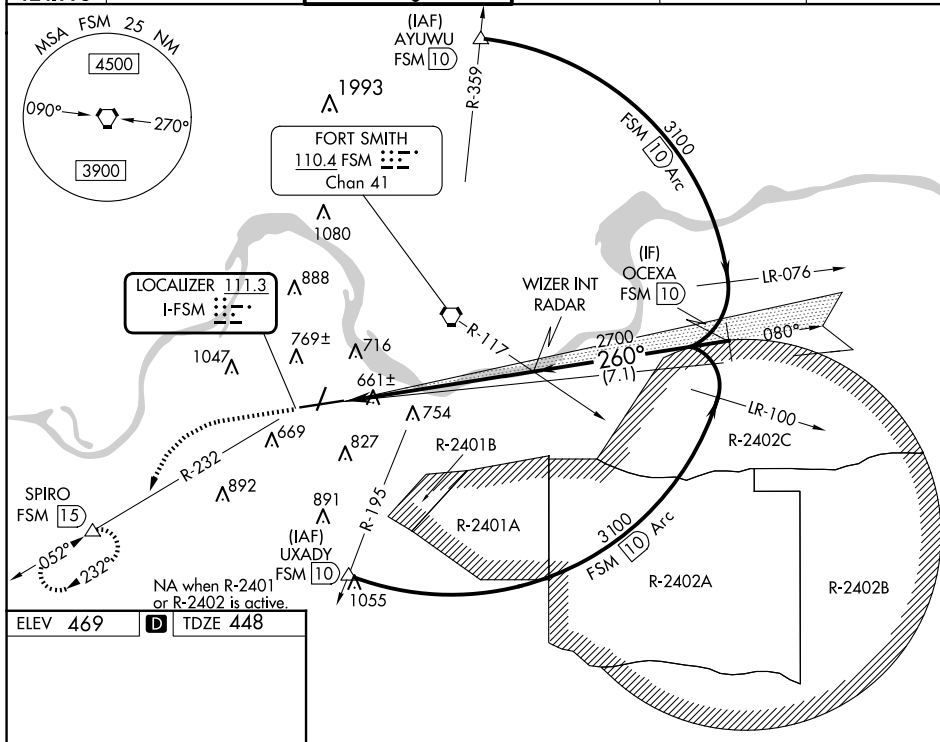 MSA FSM 25 NM
4500
090°
270°
3900
(IAF)
AYUWU
FSM 10
R-359
3100
FSM 10 Arc
1993
FORT SMITH
110.4 FSM
Chan 41
1080
LOCALIZER 111.3
I-FSM
888
769±
716
1047
661±
WIZER INT
RADAR
(IF)
OCEXA
FSM 10
LR-076
R-117
2700
260°
(7.1)
080°
LR-100
754
669
827
R-232
892
891
R-195
R-2401B
R-2401A
R-2402C
R-2402A
R-2402B
SPIRO
FSM 15
052°
232°
(IAF)
UXADY
FSM 10
1055
3100
FSM 10 Arc
NA when R-2401
or R-2402 is active.
ELEV 469
D
TDZE 448